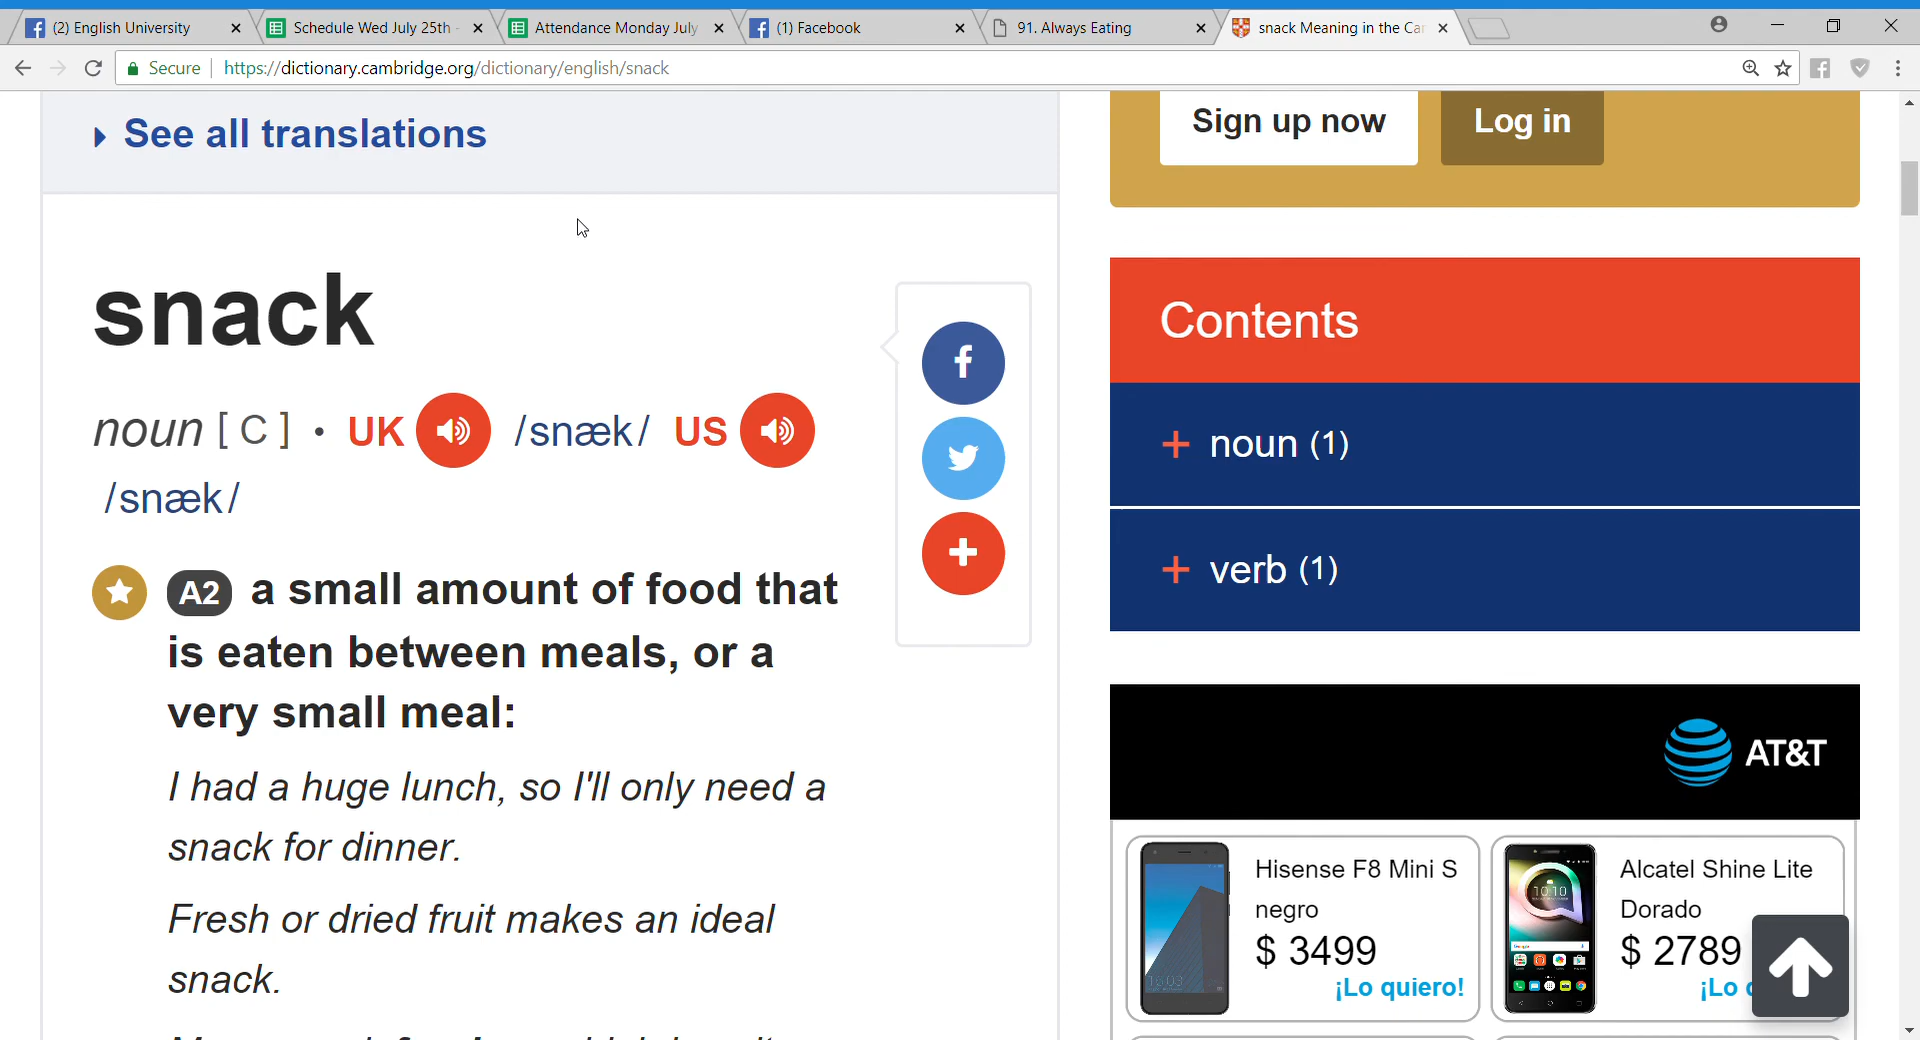 (2) English University
Schedule Wed July 25th
Attendance Monday July
(1) Facebook
91. Always Eating
snack Meaning in the Car
Secure
https://dictionary.cambridge.org/dictionary/english/snack
See all translations
Sign up now
Log in
snack
noun [ C ] • UK /snæk/ US
/snæk/
A2 a small amount of food that
is eaten between meals, or a
very small meal:
I had a huge lunch, so I'll only need a
snack for dinner.
Fresh or dried fruit makes an ideal
snack.
Contents
+ noun (1)
+ verb (1)
AT&T
Hisense F8 Mini S
negro
$ 3499
¡Lo quiero!
Alcatel Shine Lite
Dorado
$ 2789
¡Lo
10:10